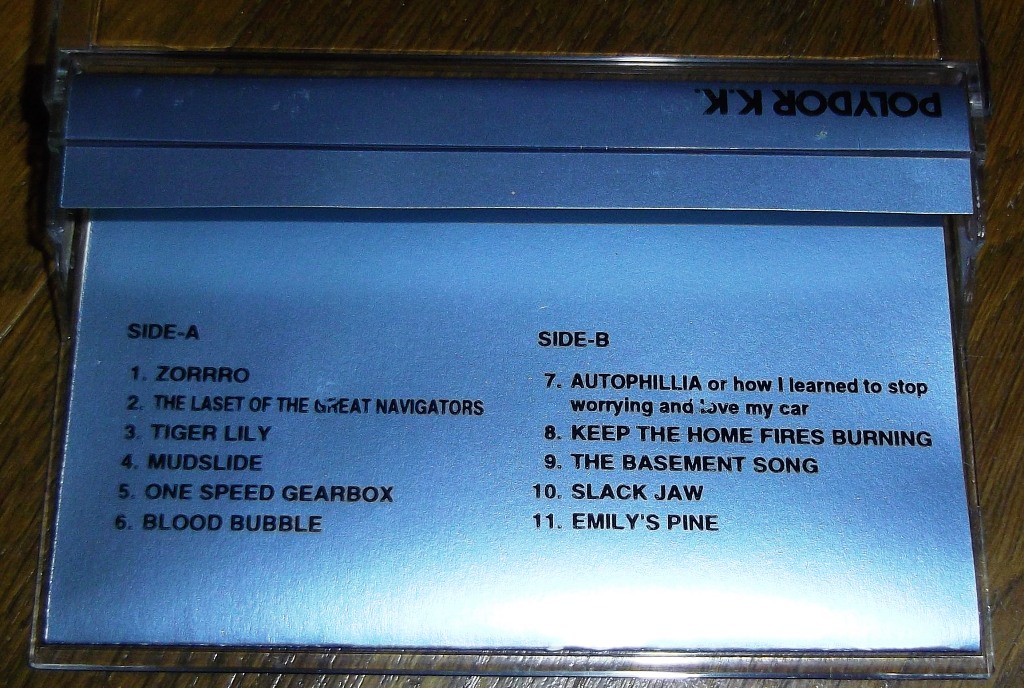 POLYDOR K.K.
SIDE-A
1. ZORRRO
2. THE LASET OF THE GREAT NAVIGATORS
3. TIGER LILY
4. MUDSLIDE
5. ONE SPEED GEARBOX
6. BLOOD BUBBLE
SIDE-B
7. AUTOPHILLIA or how I learned to stop
worrying and love my car
8. KEEP THE HOME FIRES BURNING
9. THE BASEMENT SONG
10. SLACK JAW
11. EMILY'S PINE